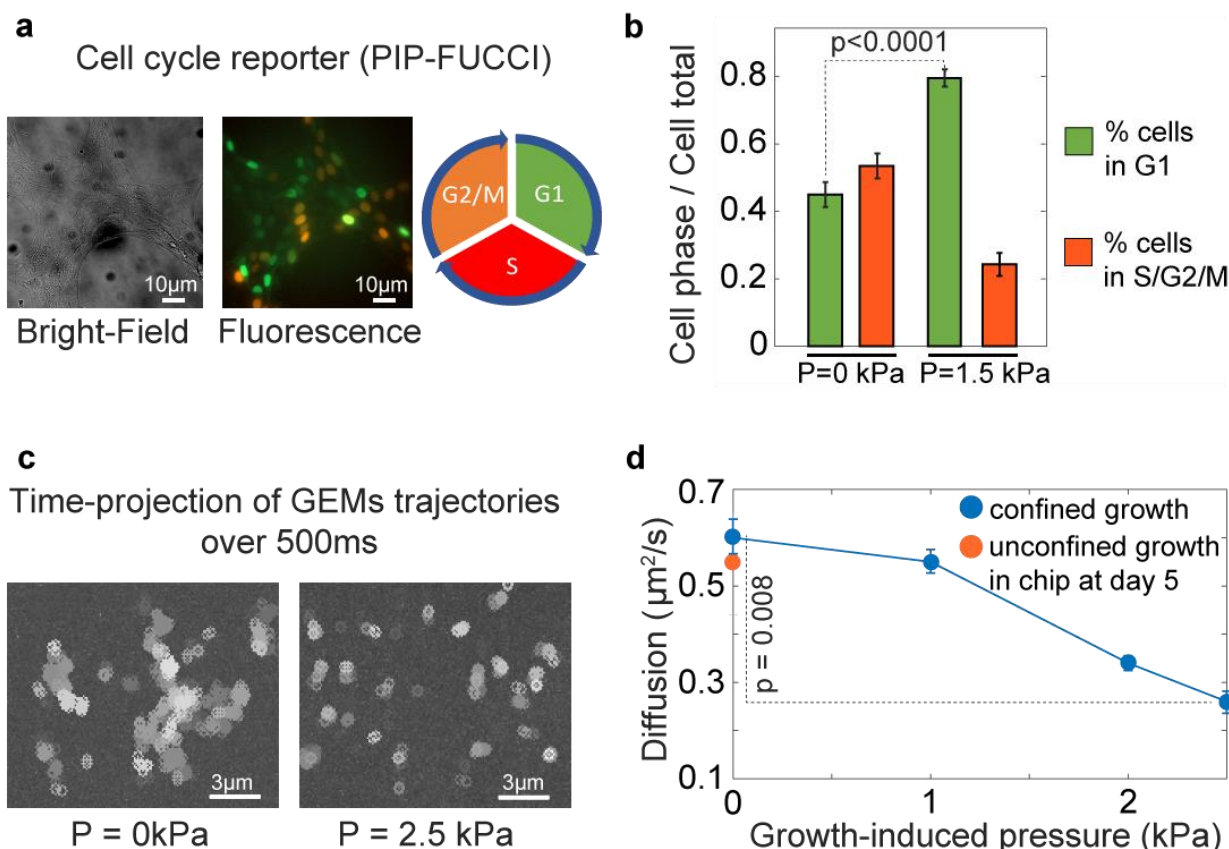 a
Cell cycle reporter (PIP-FUCCI)
G2/M
G1
S
10µm
10µm
Bright-Field
Fluorescence
b
p<0.0001
Cell phase / Cell total
0.8
0.6
0.4
0.2
0
P=0 kPa
P=1.5 kPa
% cells
in G1
% cells
in S/G2/M
c
Time-projection of GEMs trajectories
over 500ms
3µm
3µm
P = 0kPa
P = 2.5 kPa
d
Diffusion (µm²/s)
0.7
0.5
0.3
0.1
confined growth
unconfined growth
in chip at day 5
p = 0.008
0
1
2
Growth-induced pressure (kPa)